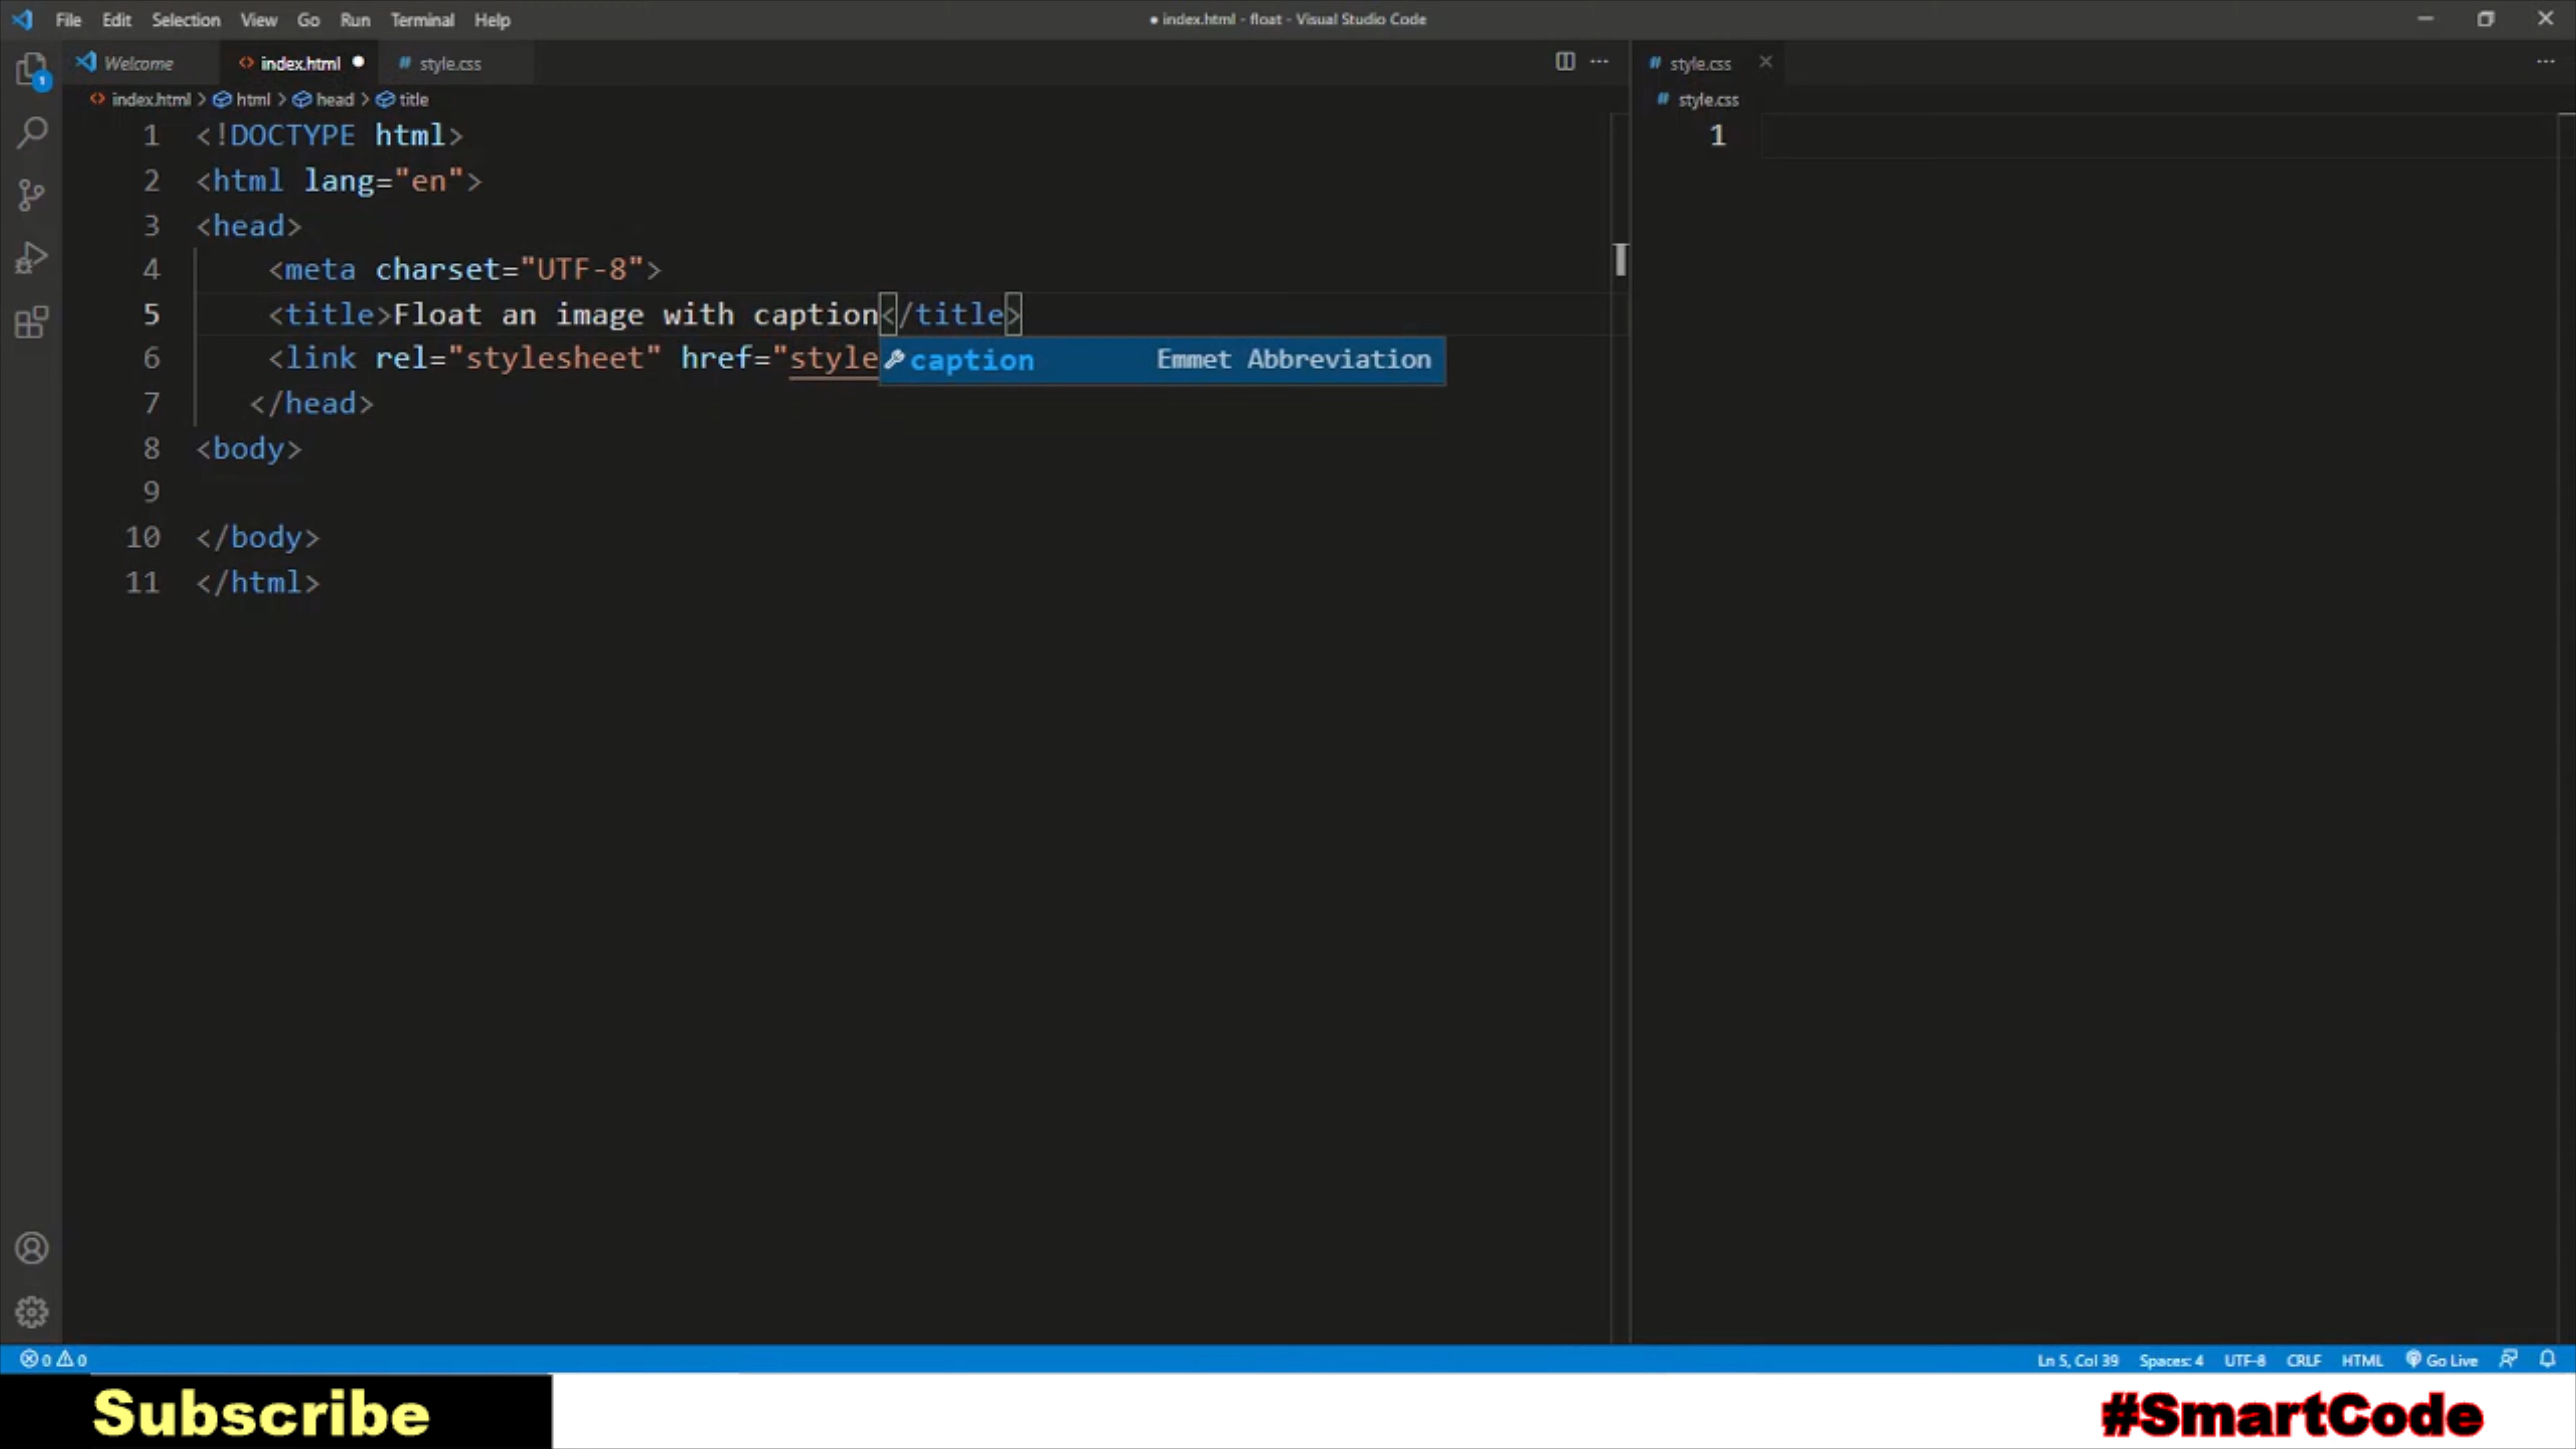 File Edit Selection View Go Run Terminal Help
● index.html - float - Visual Studio Code
Welcome
index.html ●
# style.css
# style.css
index.html > html > head > title
# style.css
1 <!DOCTYPE html>
2 <html lang="en">
3 <head>
4 <meta charset="UTF-8">
5 <title>Float an image with caption</title>
6 <link rel="stylesheet" href="style
caption Emmet Abbreviation
7 </head>
8 <body>
9
10 </body>
11 </html>
1
1
0 0
Ln 5, Col 39 Spaces: 4 UTF-8 CRLF HTML Go Live
Subscribe
#SmartCode